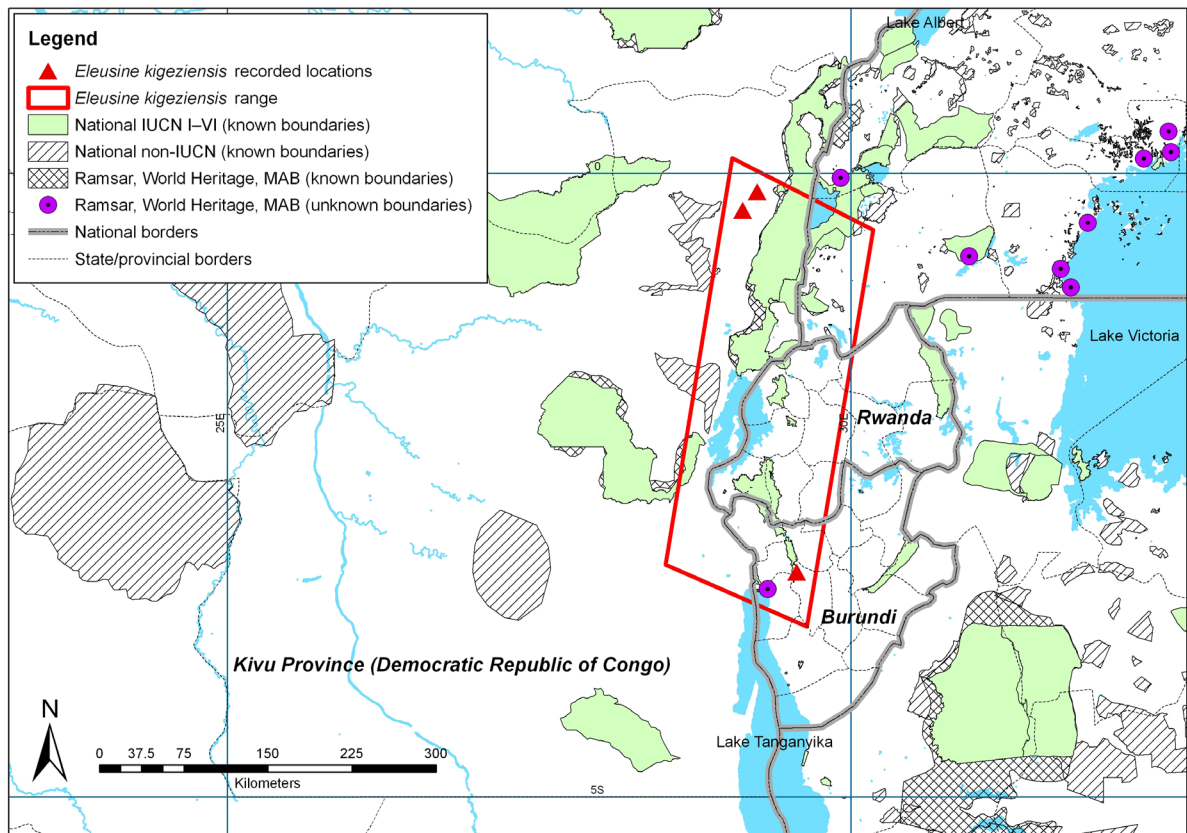 Legend
Eleusine kigeziensis recorded locations
Eleusine kigeziensis range
National IUCN I–VI (known boundaries)
National non-IUCN (known boundaries)
Ramsar, World Heritage, MAB (known boundaries)
Ramsar, World Heritage, MAB (unknown boundaries)
National borders
State/provincial borders
Lake Albert
0
Lake Victoria
25E
30E
Rwanda
Burundi
Kivu Province (Democratic Republic of Congo)
Lake Tanganyika
N
0 37.5 75 150 225 300
Kilometers
5S